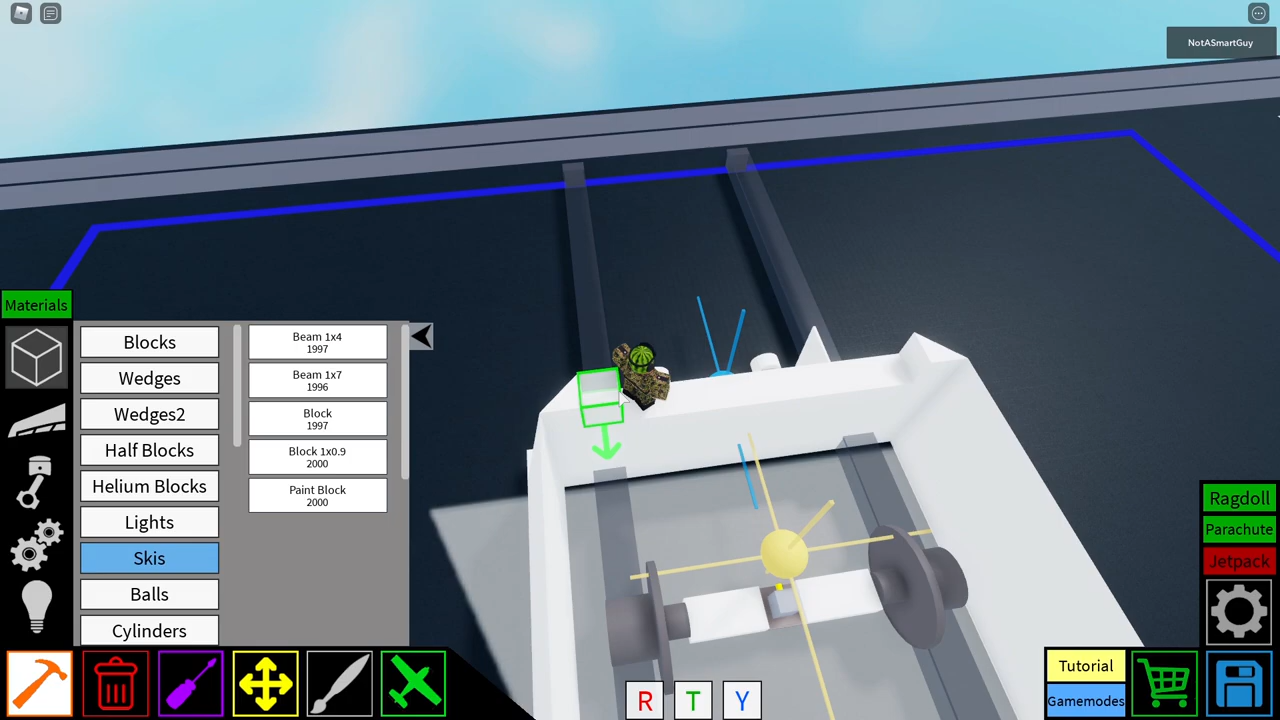 NotASmartGuy
Materials
Blocks
Wedges
Wedges2
Half Blocks
Helium Blocks
Lights
Skis
Balls
Cylinders
Beam 1x4
1997
Beam 1x7
1996
Block
1997
Block 1x0.9
2000
Paint Block
2000
Ragdoll
Parachute
Jetpack
R T Y
Tutorial
Gamemodes